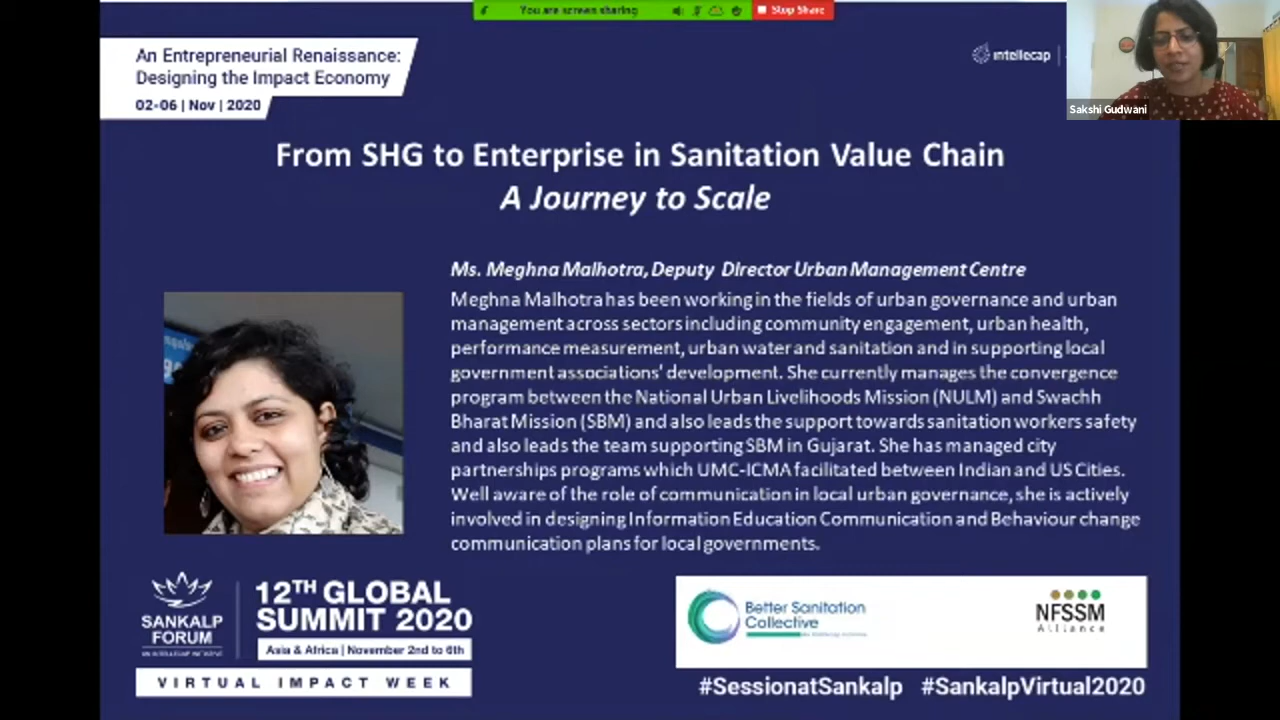 You are screen sharing
Stop Share
An Entrepreneurial Renaissance:
Designing the Impact Economy
02-06 | Nov | 2020
intellecap
Sakshi Gudwani
From SHG to Enterprise in Sanitation Value Chain
A Journey to Scale
Ms. Meghna Malhotra, Deputy Director Urban Management Centre
Meghna Malhotra has been working in the fields of urban governance and urban
management across sectors including community engagement, urban health,
performance measurement, urban water and sanitation and in supporting local
government associations' development. She currently manages the convergence
program between the National Urban Livelihoods Mission (NULM) and Swachh
Bharat Mission (SBM) and also leads the support towards sanitation workers safety
and also leads the team supporting SBM in Gujarat. She has managed city
partnerships programs which UMC-ICMA facilitated between Indian and US Cities.
Well aware of the role of communication in local urban governance, she is actively
involved in designing Information Education Communication and Behaviour change
communication plans for local governments.
SANKALP
FORUM
AN INTELLECAP INITIATIVE
12TH GLOBAL
SUMMIT 2020
Asia & Africa | November 2nd to 6th
VIRTUAL IMPACT WEEK
Better Sanitation
Collective
NFSSM
Alliance
#SessionatSankalp #SankalpVirtual2020